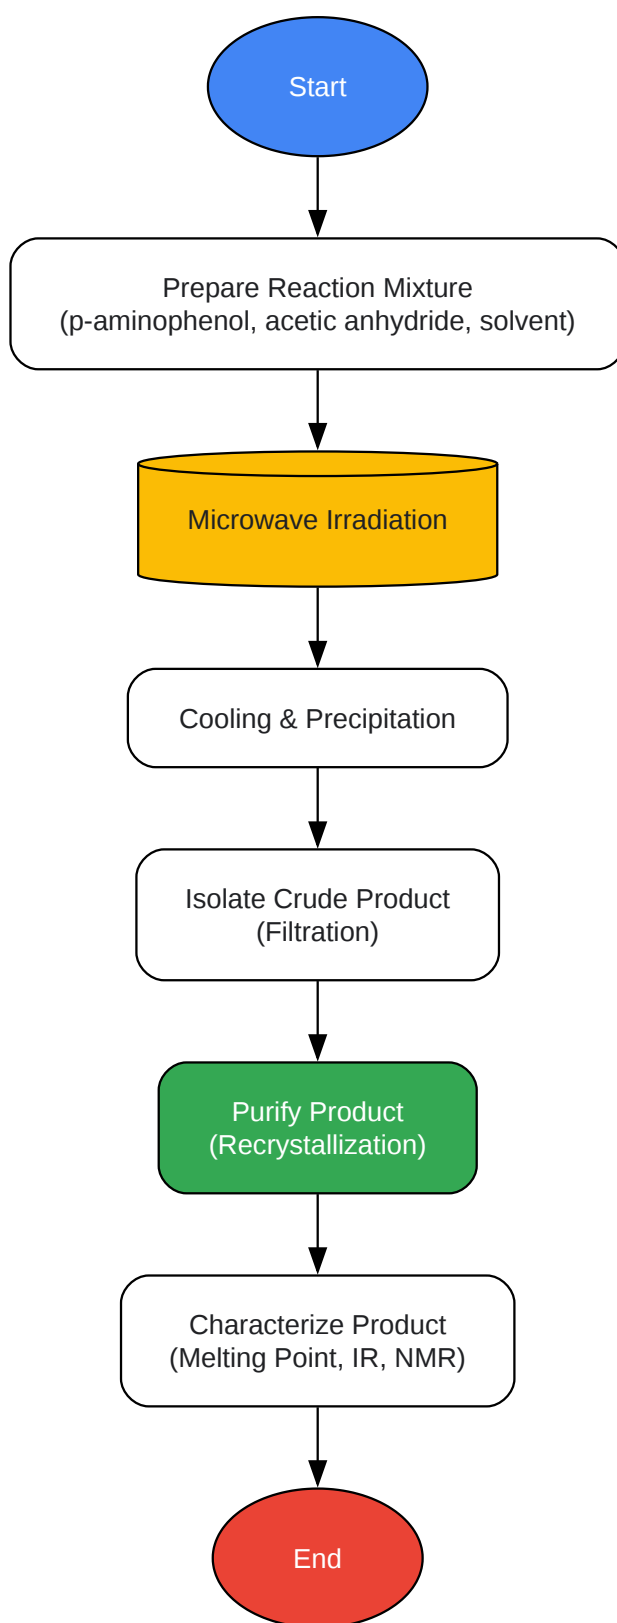 Start
Prepare Reaction Mixture
(p-aminophenol, acetic anhydride, solvent)
Microwave Irradiation
Cooling & Precipitation
Isolate Crude Product
(Filtration)
Purify Product
(Recrystallization)
Characterize Product
(Melting Point, IR, NMR)
End